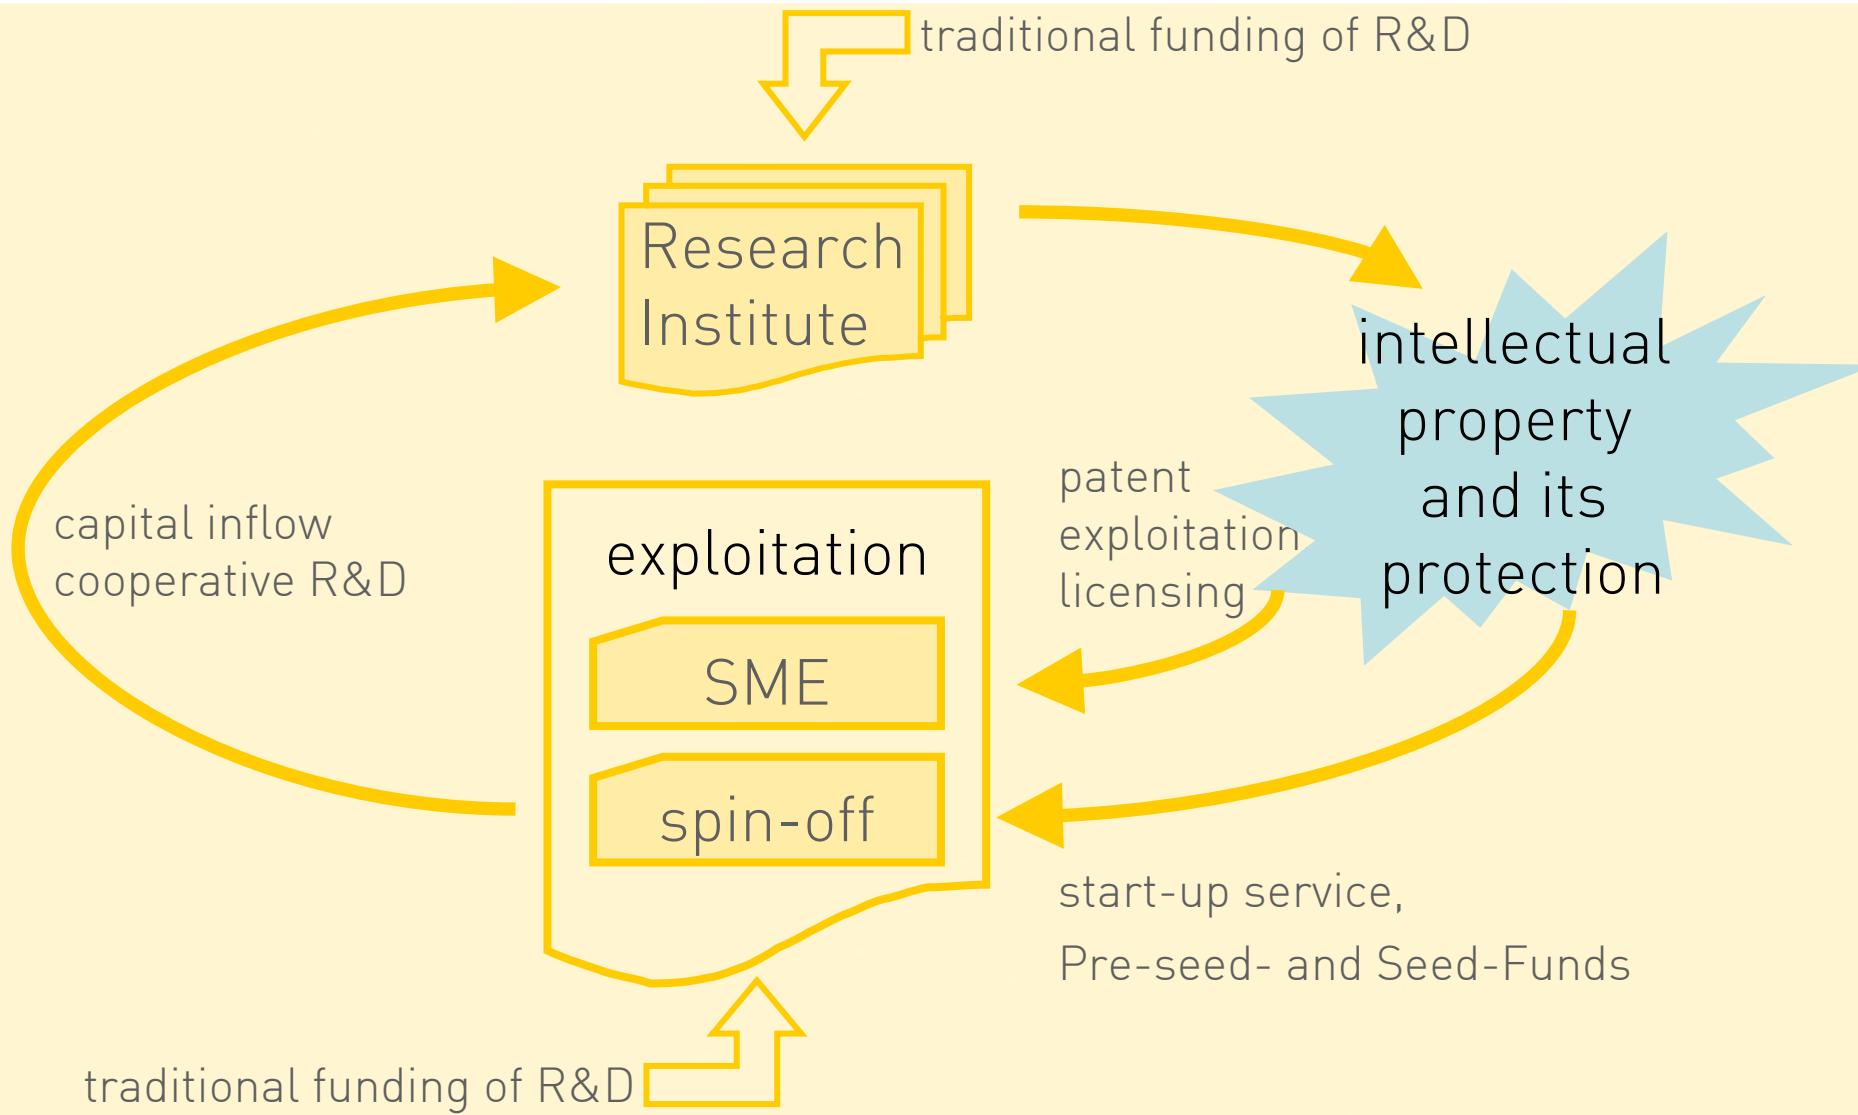 traditional funding of R&D
Research
Institute
intellectual
property
and its
protection
patent
exploitation
licensing
capital inflow
cooperative R&D
exploitation
SME
spin-off
start-up service,
Pre-seed- and Seed-Funds
traditional funding of R&D